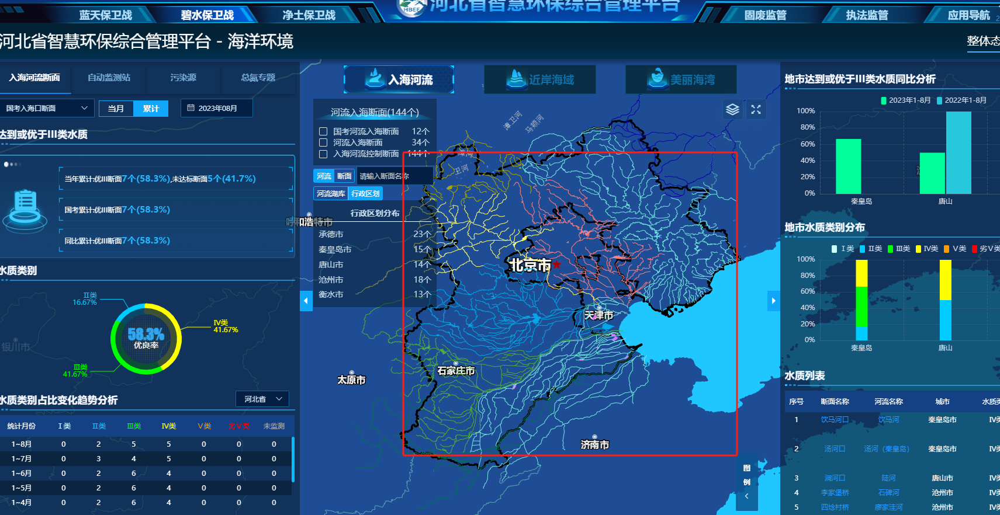 蓝天保卫战
碧水保卫战
净土保卫战
HBEE
河北省智慧环保综合管理平台
固废监管
执法监管
应用导航
河北省智慧环保综合管理平台 - 海洋环境
整体态
入海河流断面
自动监测站
污染源
总氮专题
国考入海口断面
当月
累计
2023年08月
达到或优于III类水质
当年累计:优III断面7个(58.3%),未达标断面5个(41.7%)
国考累计:优III断面7个(58.3%)
同比累计:优III断面7个(58.3%)
水质类别
II类
16.67%
IV类
41.67%
III类
41.67%
58.3%
优良率
银川市
水质类别占比变化趋势分析
河北省
统计月份 I类 II类 III类 IV类 V类 劣V类 未监测
1~8月 0 2 5 5 0 0 0
1~7月 0 3 4 5 0 0 0
1~6月 0 2 6 4 0 0 0
1~5月 0 2 6 4 0 0 0
1~4月 0 2 6 4 0 0 0
入海河流
近岸海域
美丽海湾
河流入海断面(144个)
国考河流入海断面 12个
河流入海断面 34个
入海河流控制断面 144个
河流 断面 请输入断面名称
河流湖库 行政区划
行政区划分布
承德市 23个
秦皇岛市 15个
唐山市 14个
沧州市 18个
衡水市 13个
呼和浩特市
北京市
天津市
石家庄市
太原市
济南市
图例
地市达到或优于III类水质同比分析
2023年1-8月 2022年1-8月
100%
80%
60%
40%
20%
0%
秦皇岛
唐山
地市水质类别分布
I类 II类 III类 IV类 V类 劣V类
100%
80%
60%
40%
20%
0%
秦皇岛
唐山
水质列表
序号 断面名称 河流名称 城市 水质类
1 饮马河口 饮马河 秦皇岛市 IV类
2 汤河口 汤河（秦皇岛） 秦皇岛市 IV类
3 涧河口 陡河 唐山市 IV类
4 李家堡桥 石碑河 沧州市 IV类
5 四埝村桥 廖家洼河 沧州市 IV类